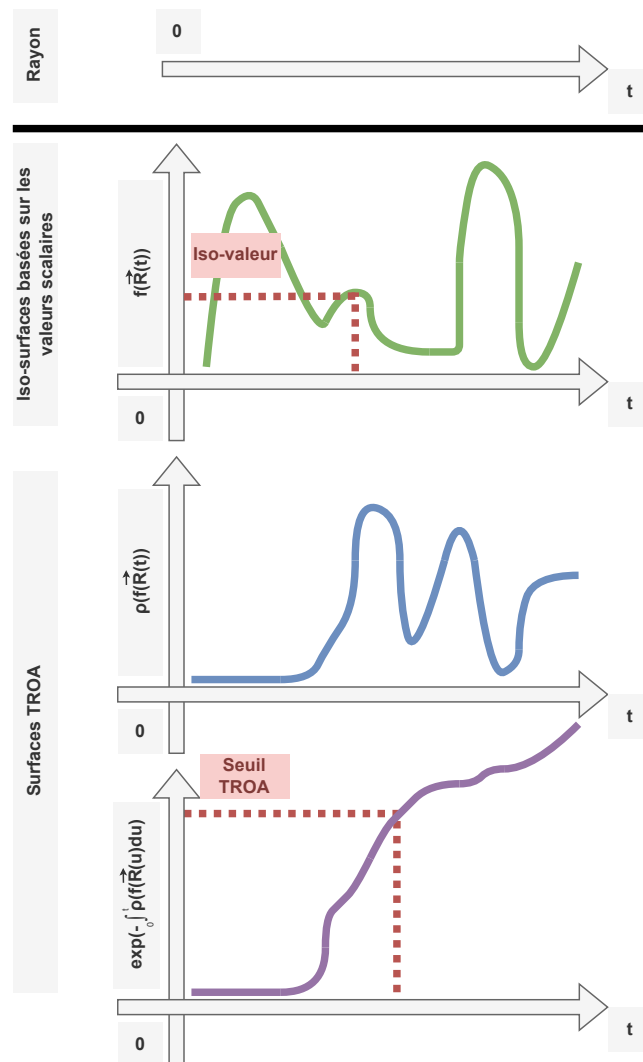 Rayon
0
t
Iso-surfaces basées sur les
valeurs scalaires
f(R(t))
Iso-valeur
0
t
Surfaces TROA
ρ(f(R(t))
0
t
Seuil
TROA
exp(-∫₀ᵗρ(f(R(u)du)
0
t